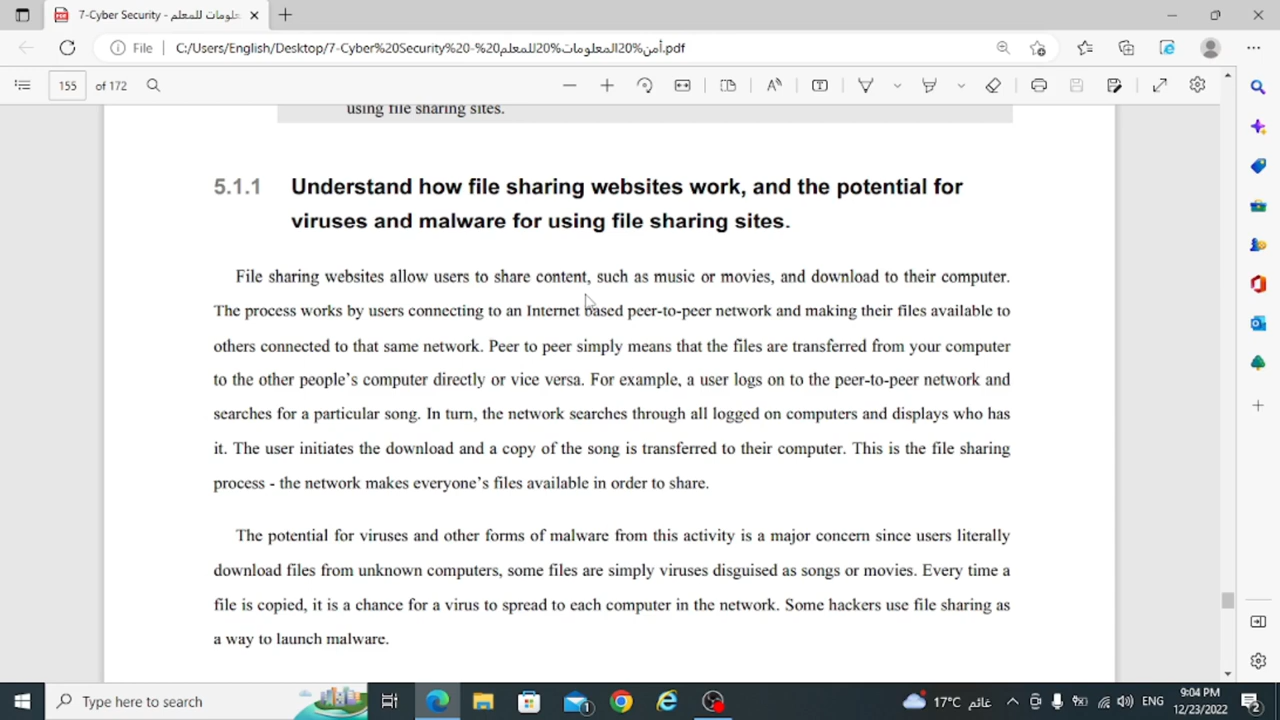 7-Cyber Security - معلومات للمعلم
File
C:/Users/English/Desktop/7-Cyber%20Security%20-%20أمن%20المعلومات%20للمعلم.pdf
155 of 172
using file sharing sites.
5.1.1 Understand how file sharing websites work, and the potential for
viruses and malware for using file sharing sites.
File sharing websites allow users to share content, such as music or movies, and download to their computer.
The process works by users connecting to an Internet based peer-to-peer network and making their files available to
others connected to that same network. Peer to peer simply means that the files are transferred from your computer
to the other people's computer directly or vice versa. For example, a user logs on to the peer-to-peer network and
searches for a particular song. In turn, the network searches through all logged on computers and displays who has
it. The user initiates the download and a copy of the song is transferred to their computer. This is the file sharing
process - the network makes everyone's files available in order to share.
The potential for viruses and other forms of malware from this activity is a major concern since users literally
download files from unknown computers, some files are simply viruses disguised as songs or movies. Every time a
file is copied, it is a chance for a virus to spread to each computer in the network. Some hackers use file sharing as
a way to launch malware.
Type here to search
1
17°C غائم
ENG
9:04 PM
12/23/2022
2